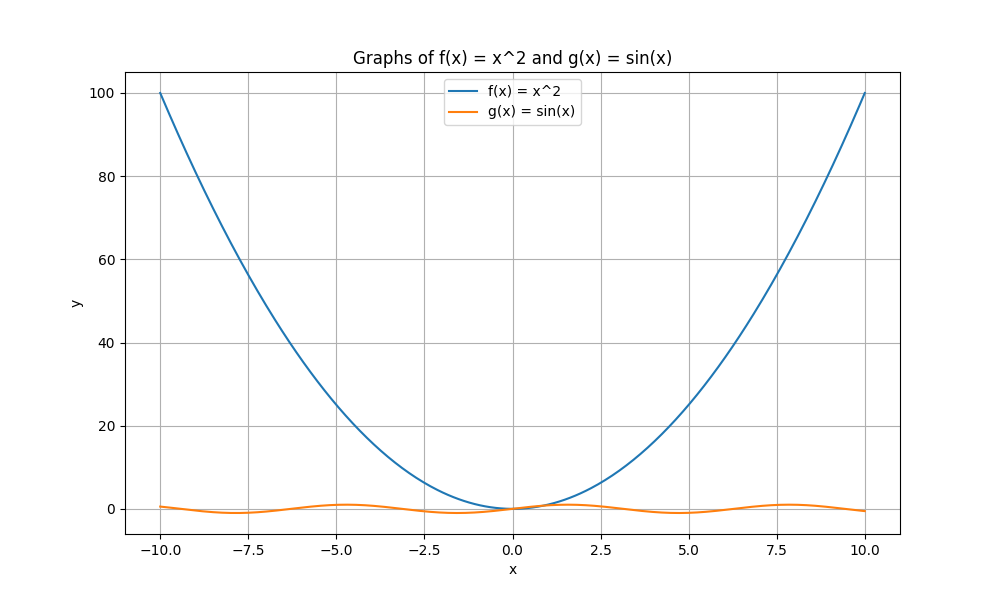 Graphs of f(x) = x^2 and g(x) = sin(x)
f(x) = x^2
g(x) = sin(x)
100
80
60
40
20
0
y
−10.0 −7.5 −5.0 −2.5 0.0 2.5 5.0 7.5 10.0
x